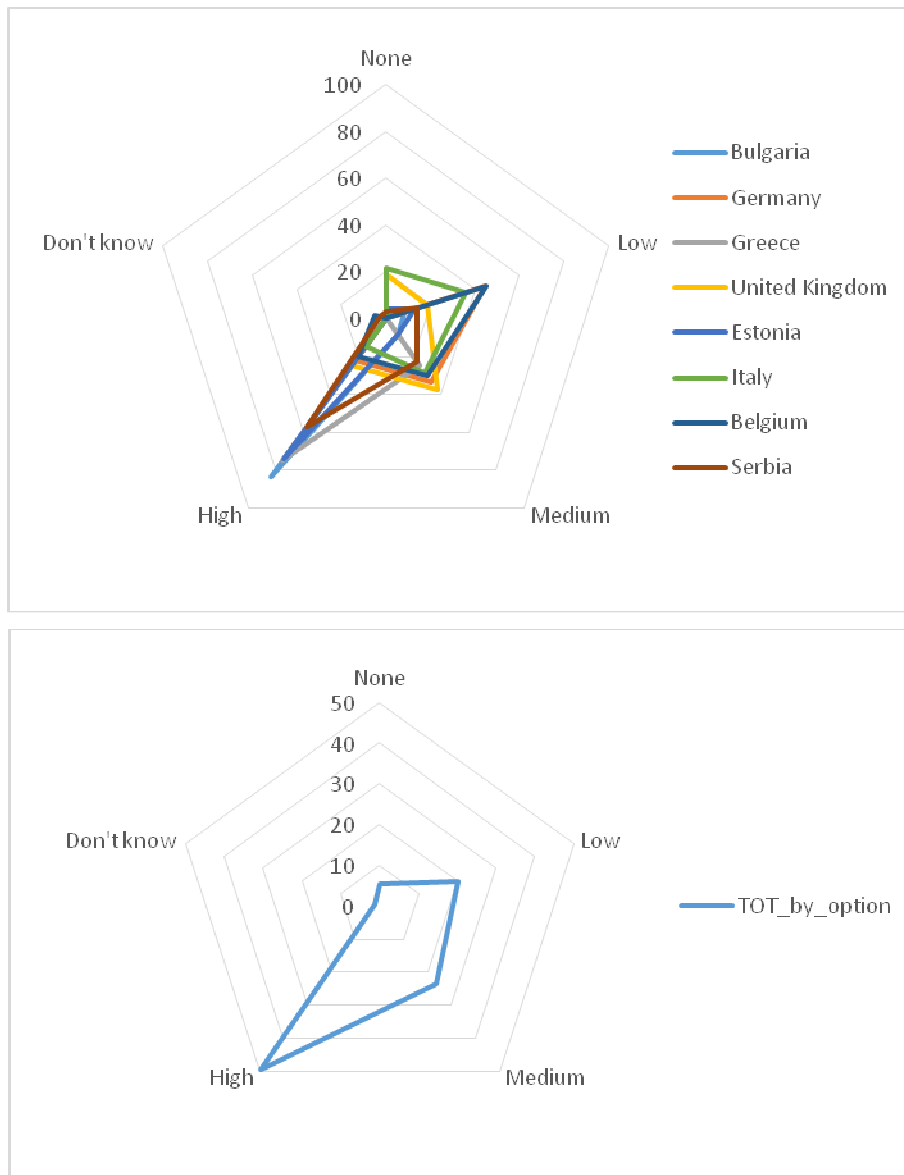 None
100
80
60
40
20
0
Don't know
Low
High
Medium
Bulgaria
Germany
Greece
United Kingdom
Estonia
Italy
Belgium
Serbia
None
50
40
30
20
10
0
Don't know
Low
High
Medium
TOT_by_option